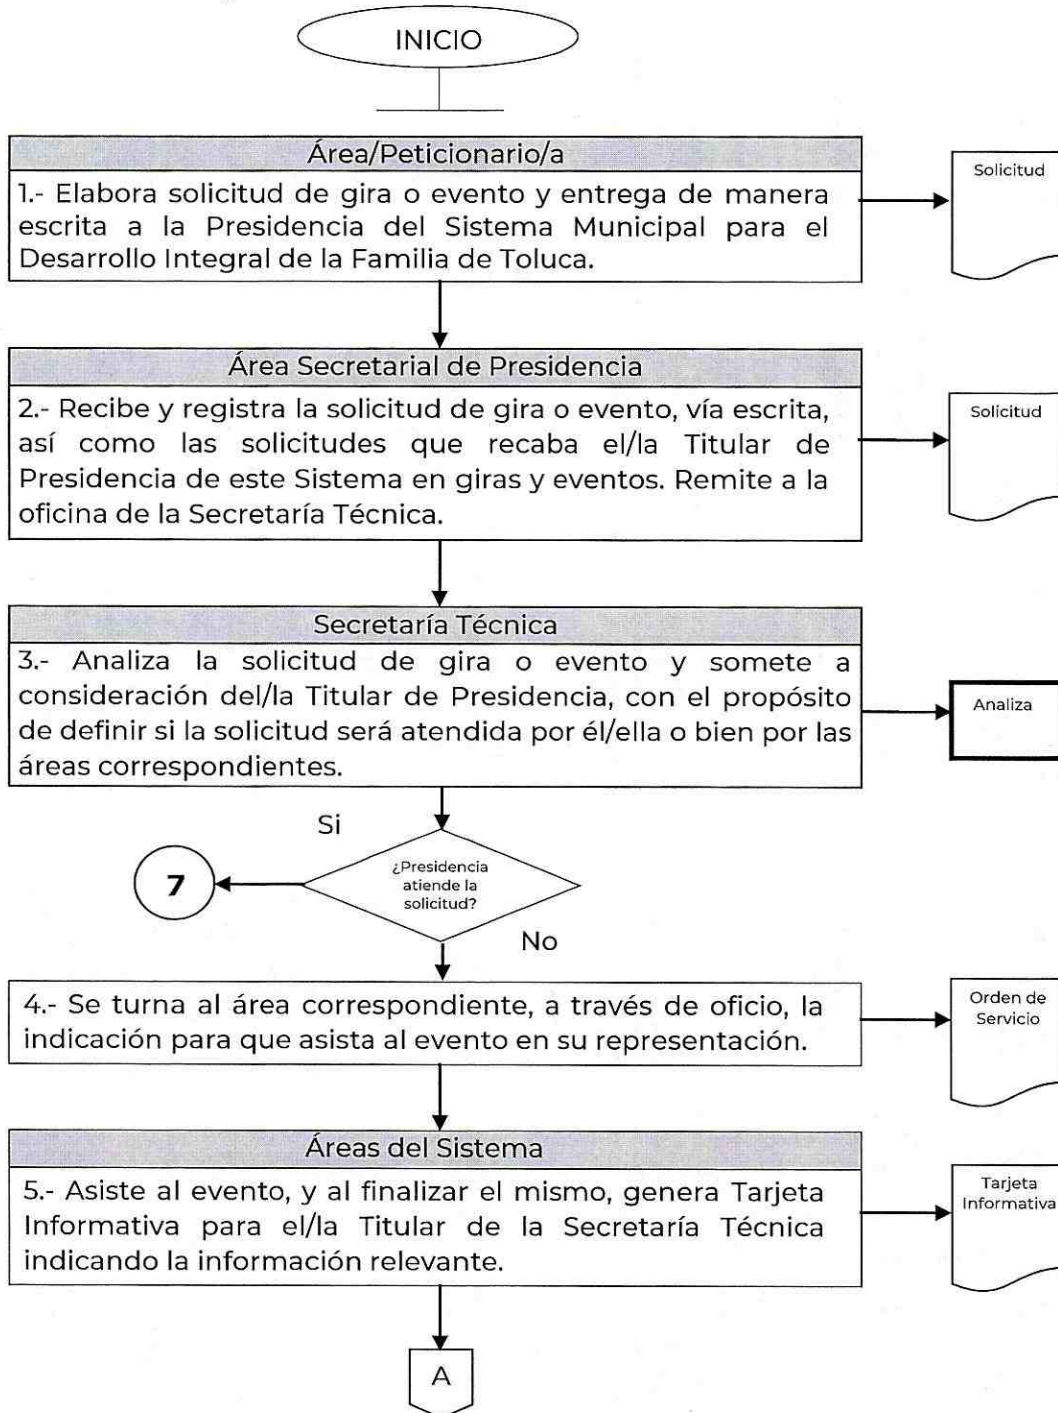 INICIO
Área/Peticionario/a
1.- Elabora solicitud de gira o evento y entrega de manera
escrita a la Presidencia del Sistema Municipal para el
Desarrollo Integral de la Familia de Toluca.
Solicitud
Área Secretarial de Presidencia
2.- Recibe y registra la solicitud de gira o evento, vía escrita,
así como las solicitudes que recaba el/la Titular de
Presidencia de este Sistema en giras y eventos. Remite a la
oficina de la Secretaría Técnica.
Solicitud
Secretaría Técnica
3.- Analiza la solicitud de gira o evento y somete a
consideración del/la Titular de Presidencia, con el propósito
de definir si la solicitud será atendida por él/ella o bien por las
áreas correspondientes.
Analiza
Si
¿Presidencia
atiende la
solicitud?
7
No
4.- Se turna al área correspondiente, a través de oficio, la
indicación para que asista al evento en su representación.
Orden de
Servicio
Áreas del Sistema
5.- Asiste al evento, y al finalizar el mismo, genera Tarjeta
Informativa para el/la Titular de la Secretaría Técnica
indicando la información relevante.
Tarjeta
Informativa
A